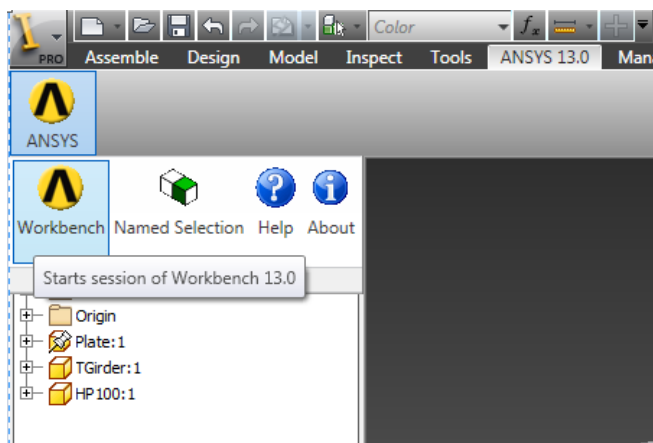 Color
PRO Assemble Design Model Inspect Tools ANSYS 13.0 Mana
ANSYS
Workbench Named Selection Help About
Starts session of Workbench 13.0
Origin
Plate:1
TGirder:1
HP100:1